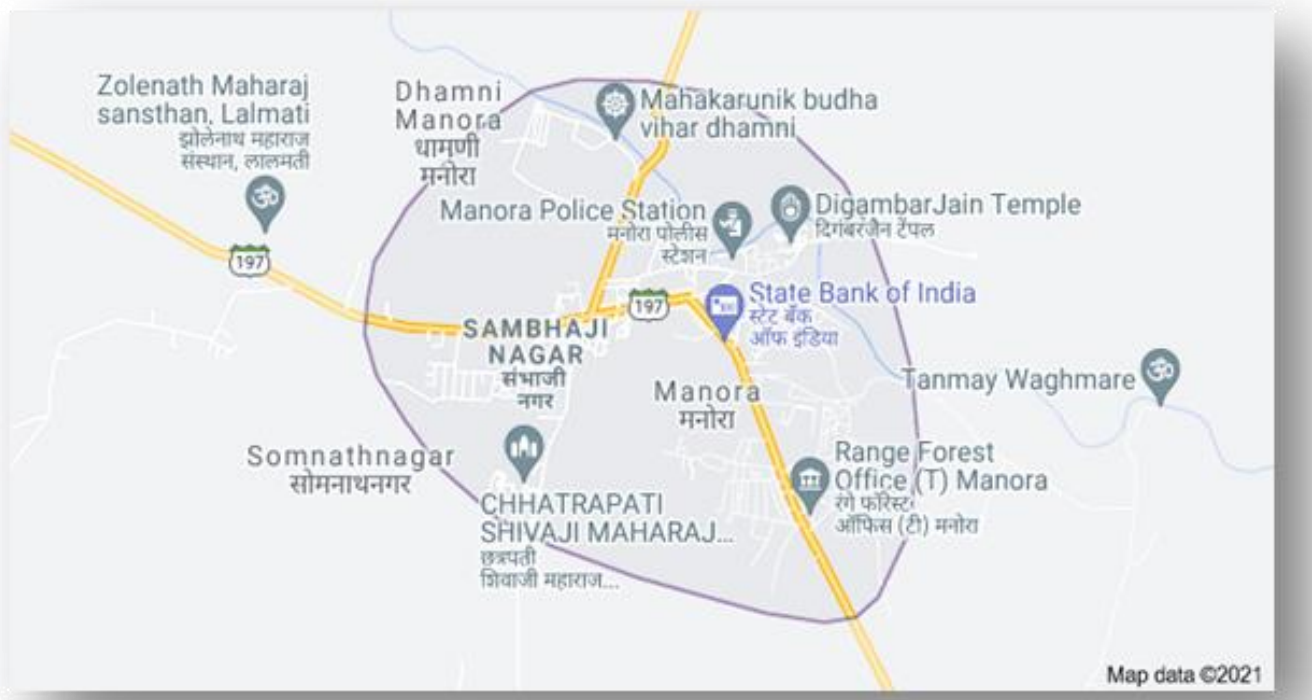 Zolenath Maharaj
sansthan, Lalmati
झोलेनाथ महाराज
संस्थान, लालमती
Dhamni
Manora
धामणी
मनोरा
Mahakarunik budha
vihar dhamni
Manora Police Station
मनोरा पोलीस
स्टेशन
DigambarJain Temple
दिगंबरजैन टेंपल
197
197
State Bank of India
स्टेट बँक
ऑफ इंडिया
SAMBHAJI
NAGAR
संभाजी
नगर
Manora
मनोरा
Tanmay Waghmare
Somnathnagar
सोमनाथनगर
Range Forest
Office (T) Manora
रंगे फॉरेस्ट
ऑफिस (टी) मनोरा
CHHATRAPATI
SHIVAJI MAHARAJ...
छत्रपती
शिवाजी महाराज...
Map data ©2021